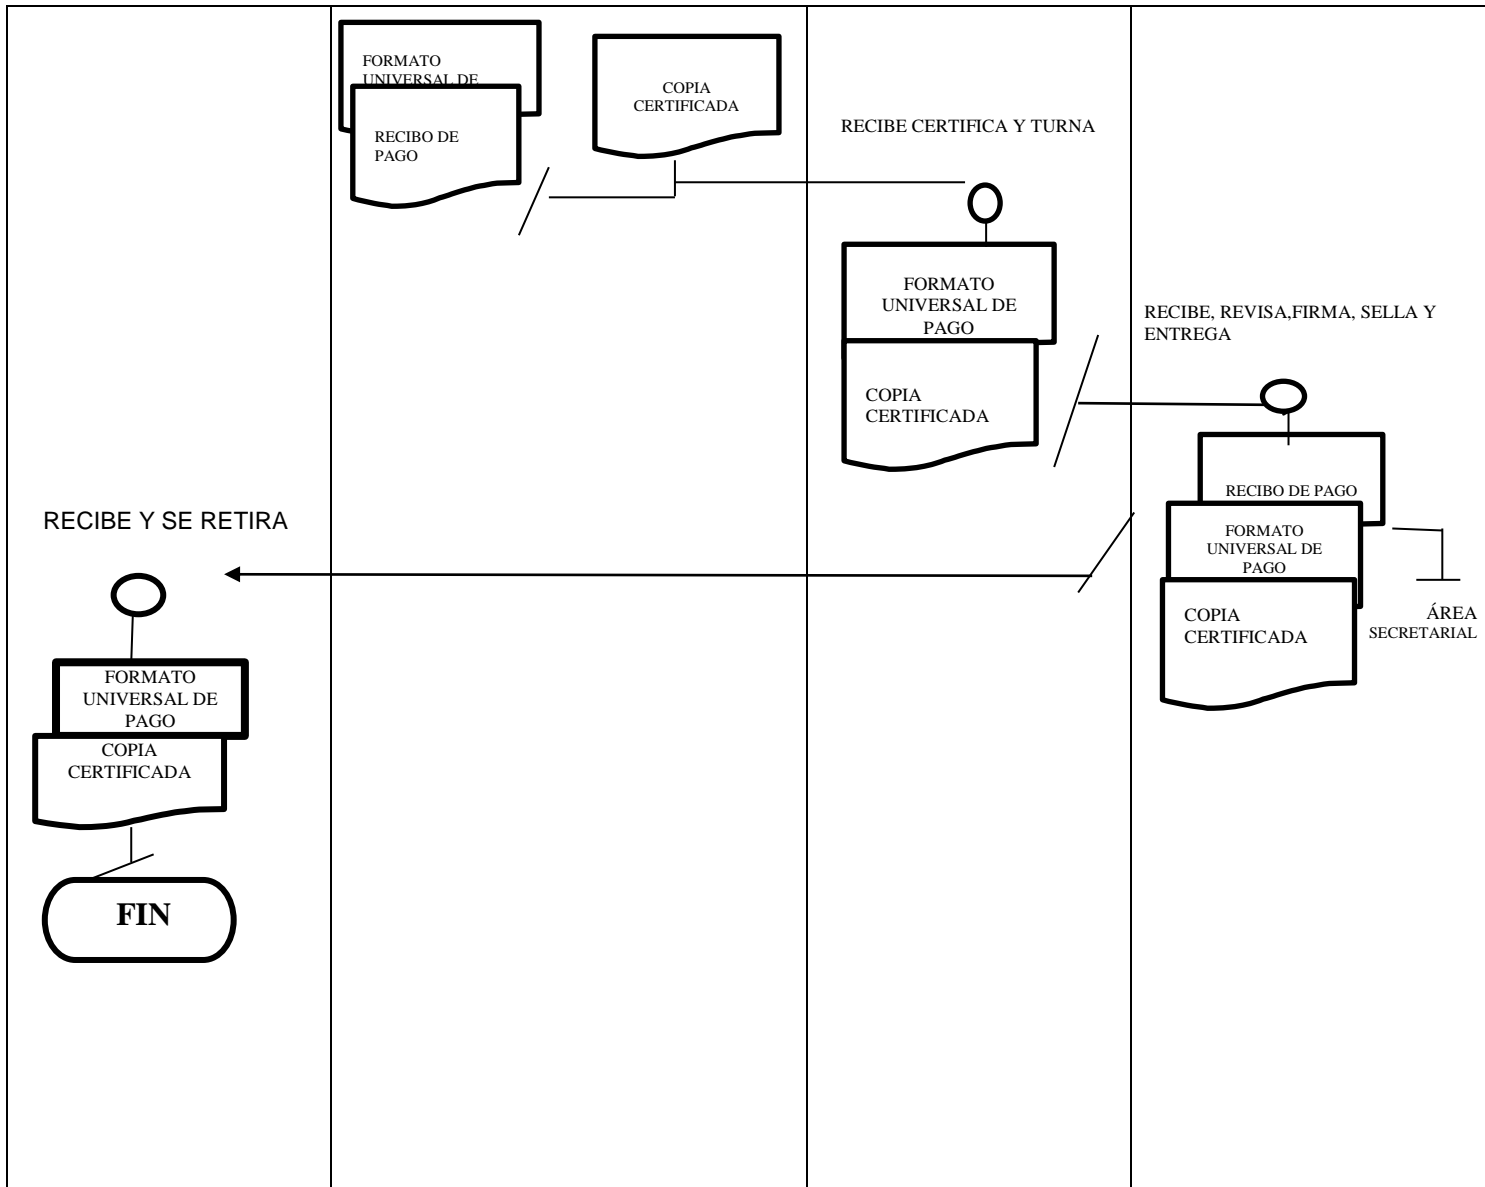 FORMATO
UNIVERSAL DE
RECIBO DE
PAGO
COPIA
CERTIFICADA
RECIBE CERTIFICA Y TURNA
FORMATO
UNIVERSAL DE
PAGO
COPIA
CERTIFICADA
RECIBE, REVISA,FIRMA, SELLA Y
ENTREGA
RECIBO DE PAGO
FORMATO
UNIVERSAL DE
PAGO
COPIA
CERTIFICADA
ÁREA
SECRETARIAL
RECIBE Y SE RETIRA
FORMATO
UNIVERSAL DE
PAGO
COPIA
CERTIFICADA
FIN